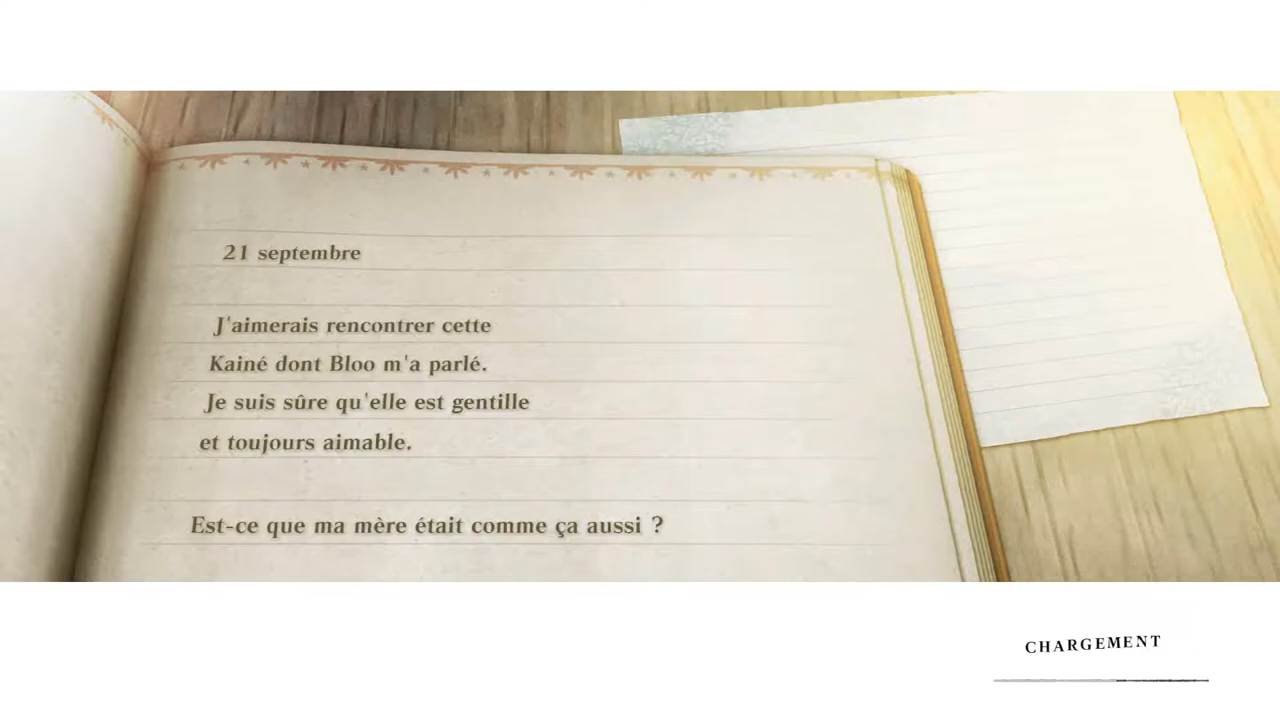 21 septembre
J'aimerais rencontrer cette
Kainé dont Bloo m'a parlé.
Je suis sûre qu'elle est gentille
et toujours aimable.
Est-ce que ma mère était comme ça aussi ?
CHARGEMENT